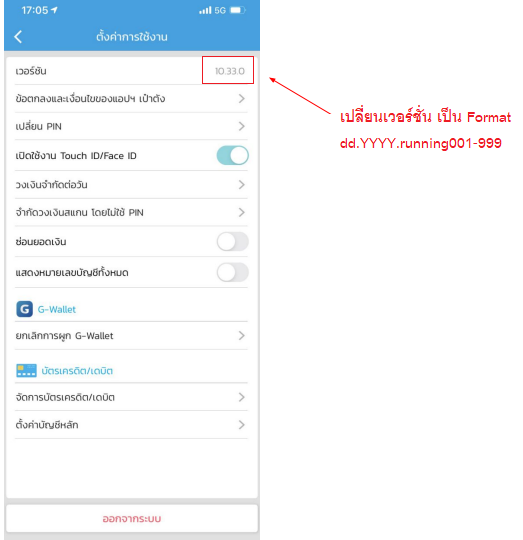 17:05
5G
ตั้งค่าการใช้งาน
เวอร์ชัน 10.33.0
ข้อตกลงและเงื่อนไขของแอปฯ เป๋าตัง
เปลี่ยน PIN
เปิดใช้งาน Touch ID/Face ID
วงเงินจำกัดต่อวัน
จำกัดวงเงินสแกน โดยไม่ใช้ PIN
ซ่อนยอดเงิน
แสดงหมายเลขบัญชีทั้งหมด
G G-Wallet
ยกเลิกการผูก G-Wallet
บัตรเครดิต/เดบิต
จัดการบัตรเครดิต/เดบิต
ตั้งค่าบัญชีหลัก
ออกจากระบบ
เปลี่ยนเวอร์ชั่น เป็น Format
dd.YYYY.running001-999